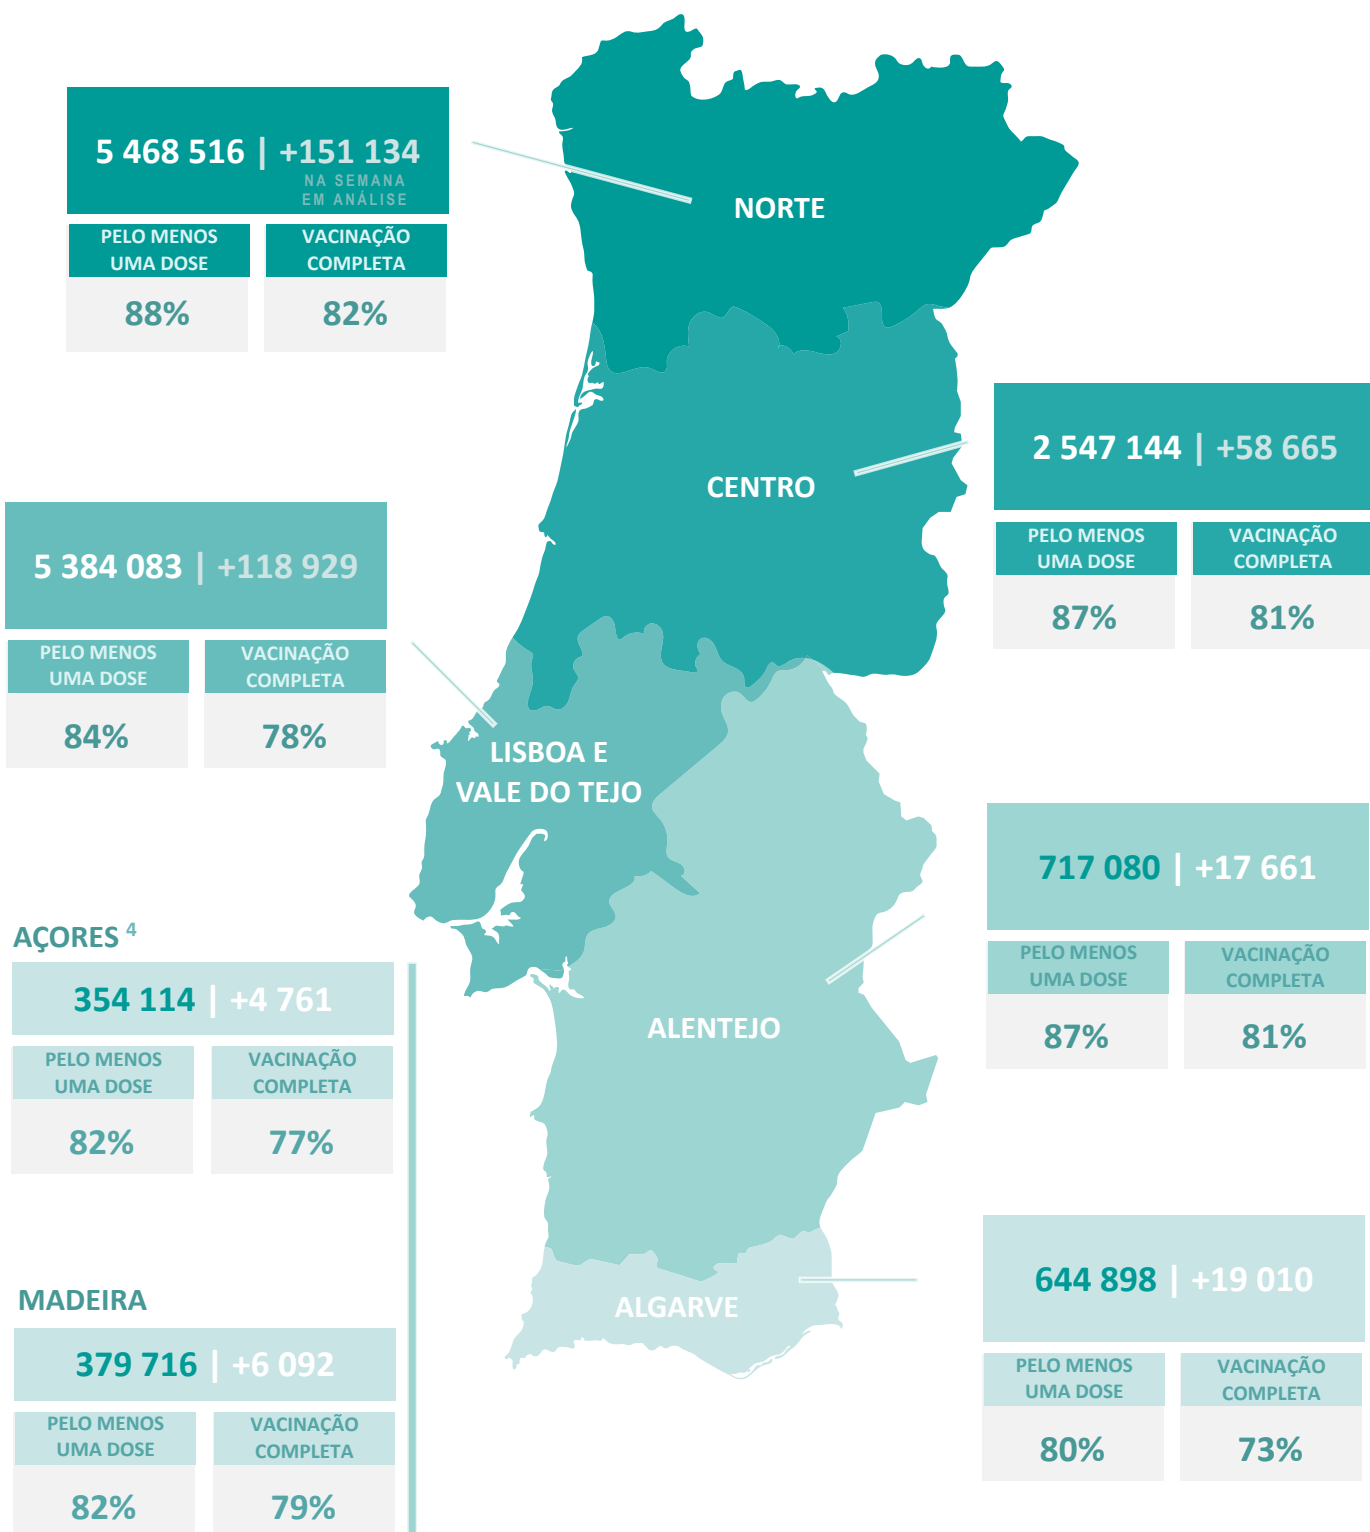 5 468 516 | +151 134
NA SEMANA
EM ANÁLISE
PELO MENOS
UMA DOSE
VACINAÇÃO
COMPLETA
88%
82%
NORTE
CENTRO
2 547 144 | +58 665
PELO MENOS
UMA DOSE
VACINAÇÃO
COMPLETA
87%
81%
5 384 083 | +118 929
PELO MENOS
UMA DOSE
VACINAÇÃO
COMPLETA
84%
78%
LISBOA E
VALE DO TEJO
717 080 | +17 661
PELO MENOS
UMA DOSE
VACINAÇÃO
COMPLETA
87%
81%
AÇORES 4
354 114 | +4 761
PELO MENOS
UMA DOSE
VACINAÇÃO
COMPLETA
82%
77%
ALENTEJO
MADEIRA
379 716 | +6 092
PELO MENOS
UMA DOSE
VACINAÇÃO
COMPLETA
82%
79%
ALGARVE
644 898 | +19 010
PELO MENOS
UMA DOSE
VACINAÇÃO
COMPLETA
80%
73%